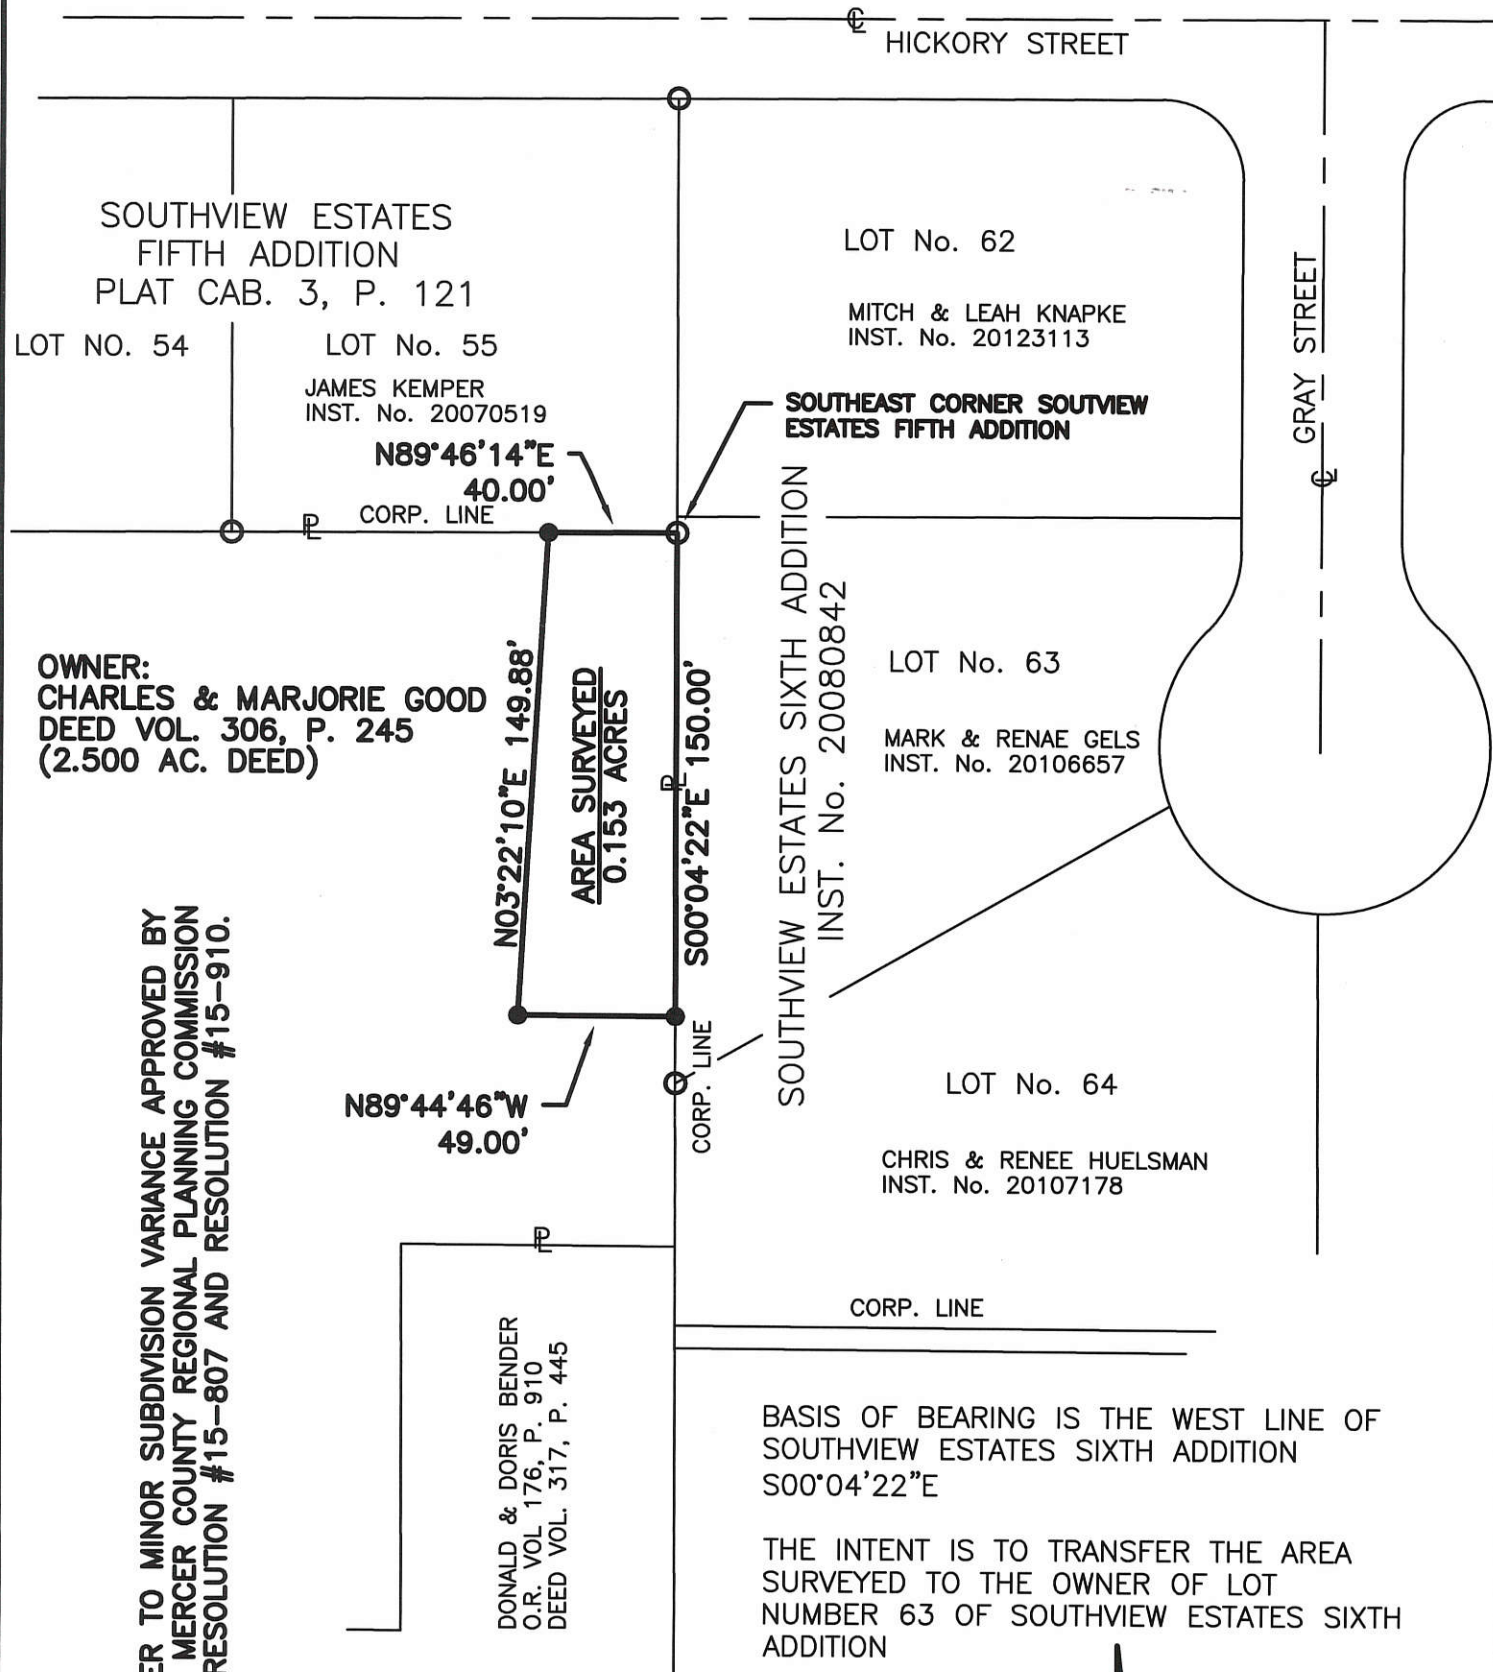 HICKORY STREET
SOUTHVIEW ESTATES
FIFTH ADDITION
PLAT CAB. 3, P. 121
LOT NO. 54
LOT No. 55
JAMES KEMPER
INST. No. 20070519
N89°46'14"E
40.00'
CORP. LINE
LOT No. 62
MITCH & LEAH KNAPKE
INST. No. 20123113
SOUTHEAST CORNER SOUTVIEW
ESTATES FIFTH ADDITION
GRAY STREET
OWNER:
CHARLES & MARJORIE GOOD
DEED VOL. 306, P. 245
(2.500 AC. DEED)
N03°22'10"E 149.88'
AREA SURVEYED
0.153 ACRES
S00°04'22"E 150.00'
SOUTHVIEW ESTATES SIXTH ADDITION
INST. No. 20080842
LOT No. 63
MARK & RENAE GELS
INST. No. 20106657
N89°44'46"W
49.00'
CORP. LINE
LOT No. 64
CHRIS & RENEE HUELSMAN
INST. No. 20107178
CORP. LINE
TO MINOR SUBDIVISION VARIANCE APPROVED BY
MERCER COUNTY REGIONAL PLANNING COMMISSION
RESOLUTION #15-807 AND RESOLUTION #15-910.
DONALD & DORIS BENDER
O.R. VOL 176, P. 910
DEED VOL. 317, P. 445
BASIS OF BEARING IS THE WEST LINE OF
SOUTHVIEW ESTATES SIXTH ADDITION
S00°04'22"E
THE INTENT IS TO TRANSFER THE AREA
SURVEYED TO THE OWNER OF LOT
NUMBER 63 OF SOUTHVIEW ESTATES SIXTH
ADDITION